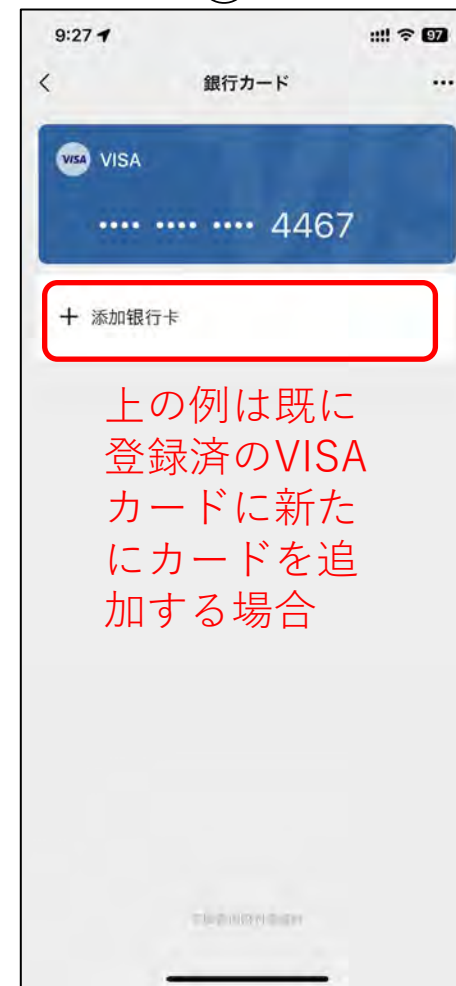 9:27
97
銀行カード
VISA VISA
•••• •••• •••• 4467
+ 添加银行卡
上の例は既に
登録済のVISA
カードに新た
にカードを追
加する場合